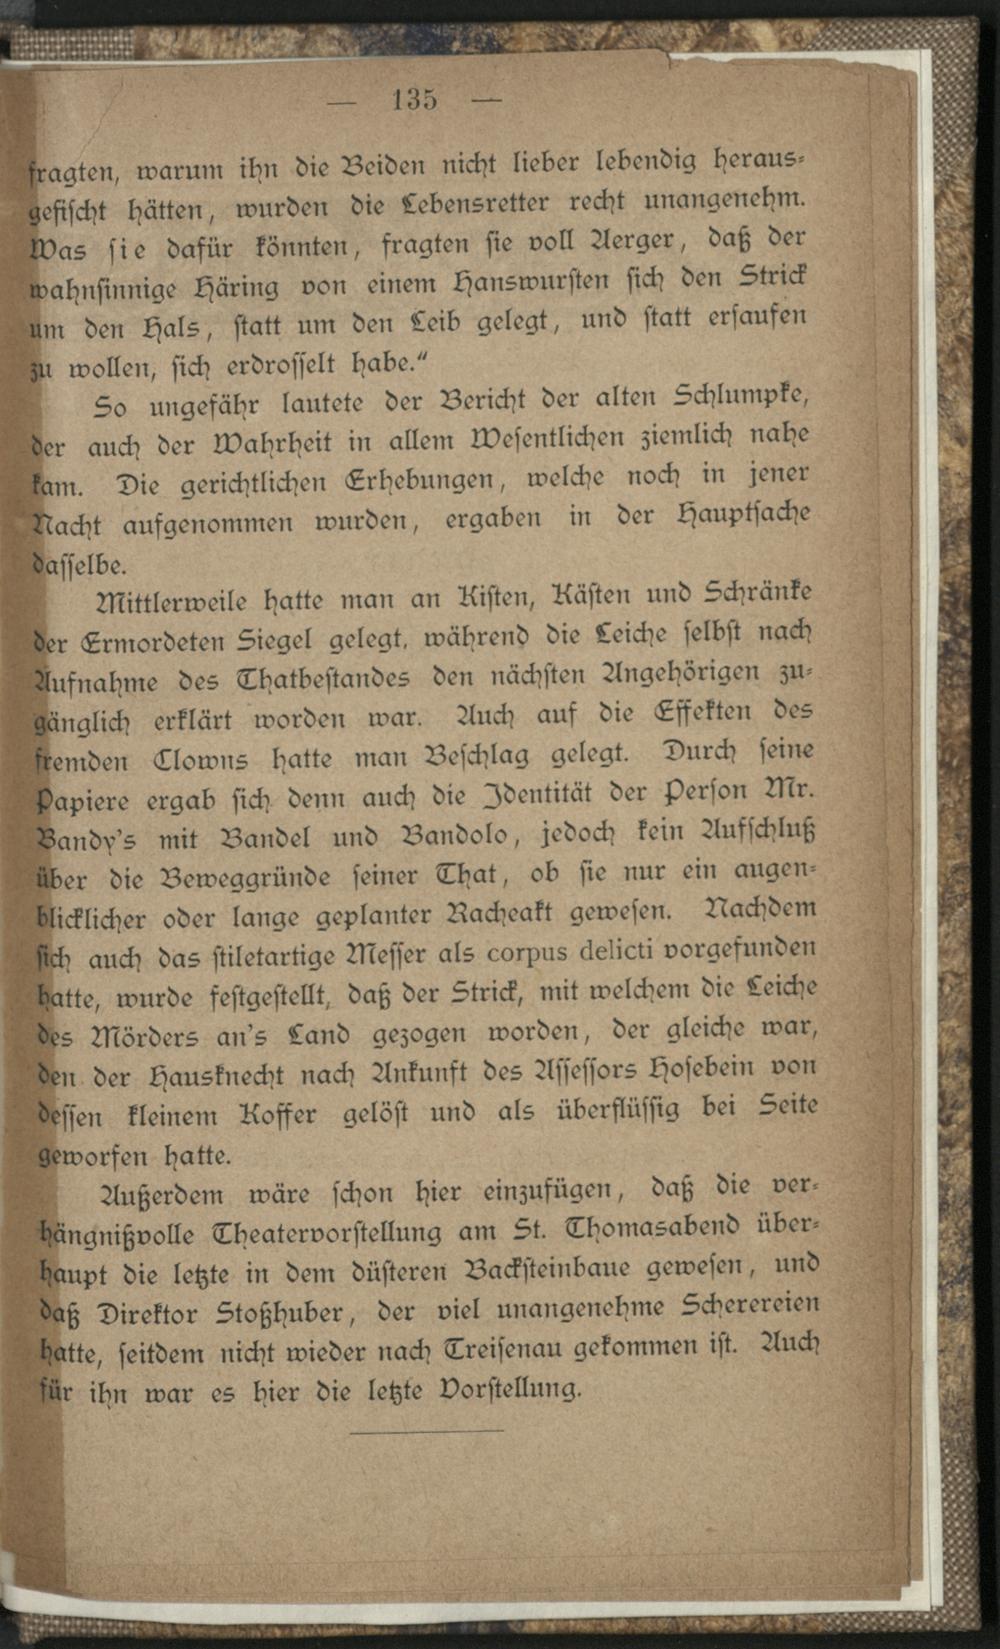 — 135 —
fragten, warum ihn die Beiden nicht lieber lebendig heraus-
gefischt hätten, wurden die Lebensretter recht unangenehm.
Was sie dafür könnten, fragten sie voll Aerger, daß der
wahnsinnige Häring von einem Hanswursten sich den Strick
um den Hals, statt um den Leib gelegt, und statt ersaufen
zu wollen, sich erdrosselt habe.“
So ungefähr lautete der Bericht der alten Schlumpke,
der auch der Wahrheit in allem Wesentlichen ziemlich nahe
kam. Die gerichtlichen Erhebungen, welche noch in jener
Nacht aufgenommen wurden, ergaben in der Hauptsache
dasselbe.
Mittlerweile hatte man an Kisten, Kästen und Schränke
der Ermordeten Siegel gelegt, während die Leiche selbst nach
Aufnahme des Thatbestandes den nächsten Angehörigen zu-
gänglich erklärt worden war. Auch auf die Effekten des
fremden Clowns hatte man Beschlag gelegt. Durch seine
Papiere ergab sich denn auch die Identität der Person Mr.
Bandy's mit Bandel und Bandolo, jedoch kein Aufschluß
über die Beweggründe seiner That, ob sie nur ein augen-
blicklicher oder lange geplanter Racheakt gewesen. Nachdem
sich auch das stiletartige Messer als corpus delicti vorgefunden
hatte, wurde festgestellt, daß der Strick, mit welchem die Leiche
des Mörders an's Land gezogen worden, der gleiche war,
den der Hausknecht nach Ankunft des Assessors Hosebein von
dessen kleinem Koffer gelöst und als überflüssig bei Seite
geworfen hatte.
Außerdem wäre schon hier einzufügen, daß die ver-
hängnißvolle Theatervorstellung am St. Thomasabend über-
haupt die letzte in dem düsteren Backsteinbaue gewesen, und
daß Direktor Stoßhuber, der viel unangenehme Scherereien
hatte, seitdem nicht wieder nach Treisenau gekommen ist. Auch
für ihn war es hier die letzte Vorstellung.